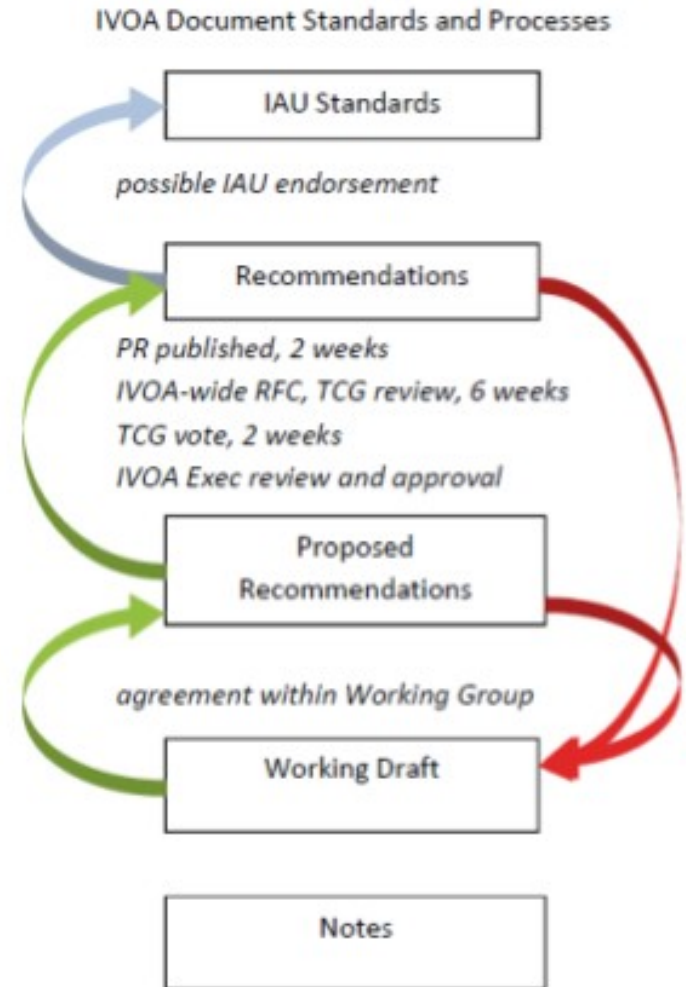 IVOA Document Standards and Processes
IAU Standards
possible IAU endorsement
Recommendations
PR published, 2 weeks
IVOA-wide RFC, TCG review, 6 weeks
TCG vote, 2 weeks
IVOA Exec review and approval
Proposed
Recommendations
agreement within Working Group
Working Draft
Notes